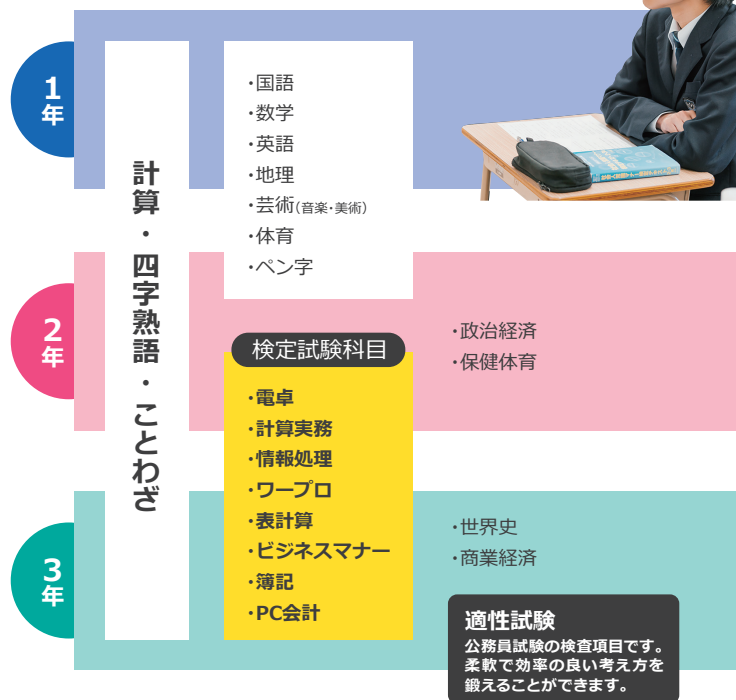 1
年
計算・四字熟語・ことわざ
・国語
・数学
・英語
・地理
・芸術(音楽・美術)
・体育
・ペン字
2
年
検定試験科目
・電卓
・計算実務
・情報処理
・ワープロ
・表計算
・ビジネスマナー
・簿記
・PC会計
・政治経済
・保健体育
3
年
・世界史
・商業経済
適性試験
公務員試験の検査項目です。
柔軟で効率の良い考え方を
鍛えることができます。